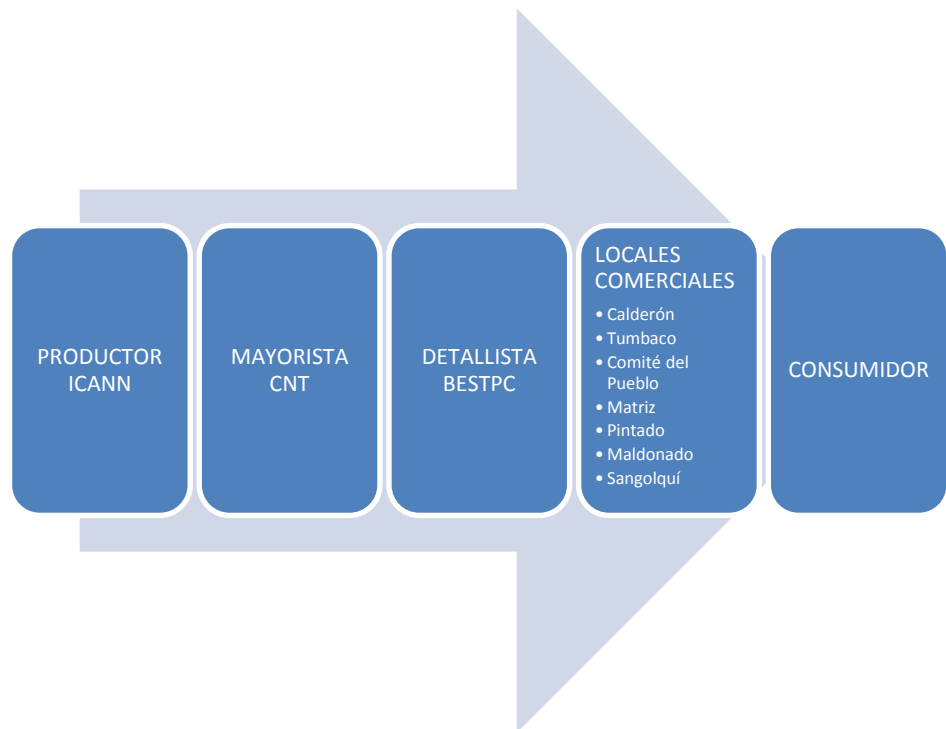 PRODUCTOR
ICANN
MAYORISTA
CNT
DETALLISTA
BESTPC
LOCALES
COMERCIALES
• Calderón
• Tumbaco
• Comité del
Pueblo
• Matriz
• Pintado
• Maldonado
• Sangolquí
CONSUMIDOR